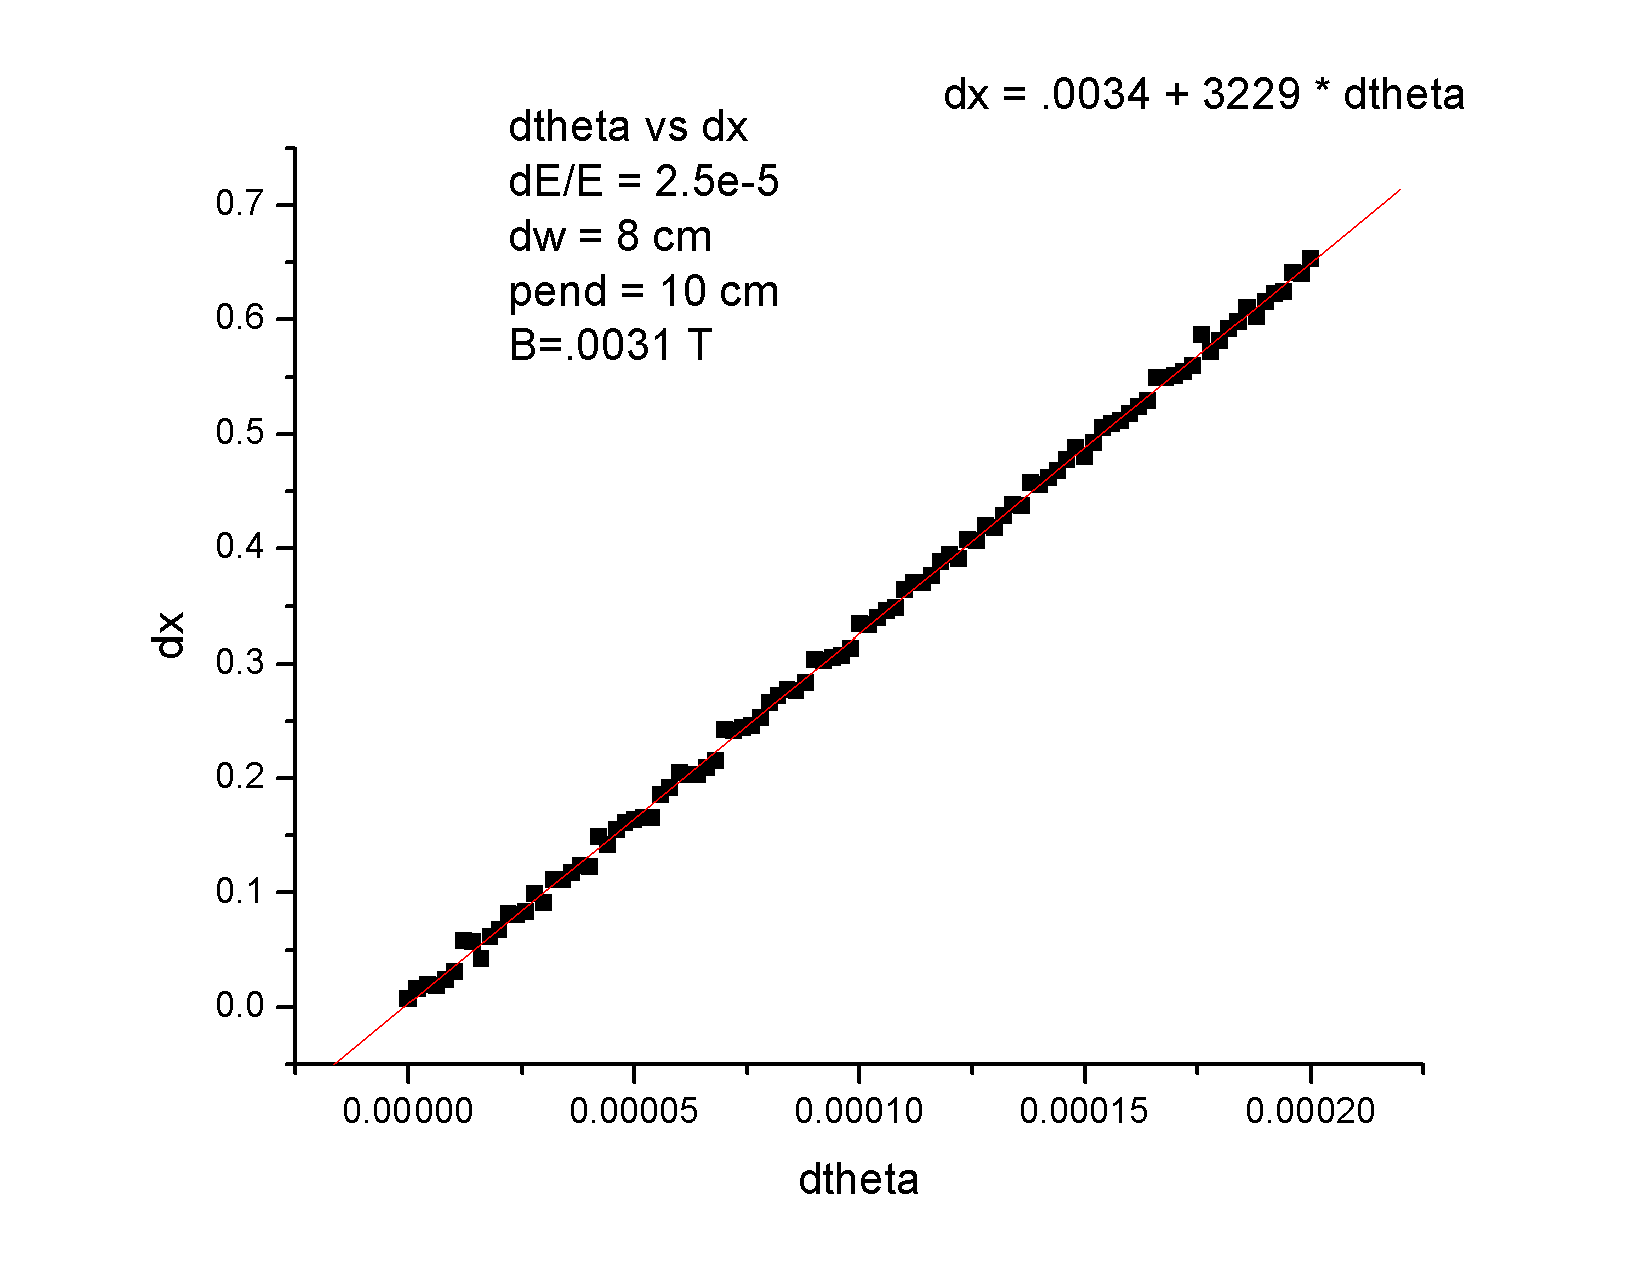 dx = .0034 + 3229 * dtheta
dtheta vs dx
dE/E = 2.5e-5
dw = 8 cm
pend = 10 cm
B=.0031 T
0.7
0.6
0.5
0.4
0.3
0.2
0.1
0.0
dx
0.00000 0.00005 0.00010 0.00015 0.00020
dtheta